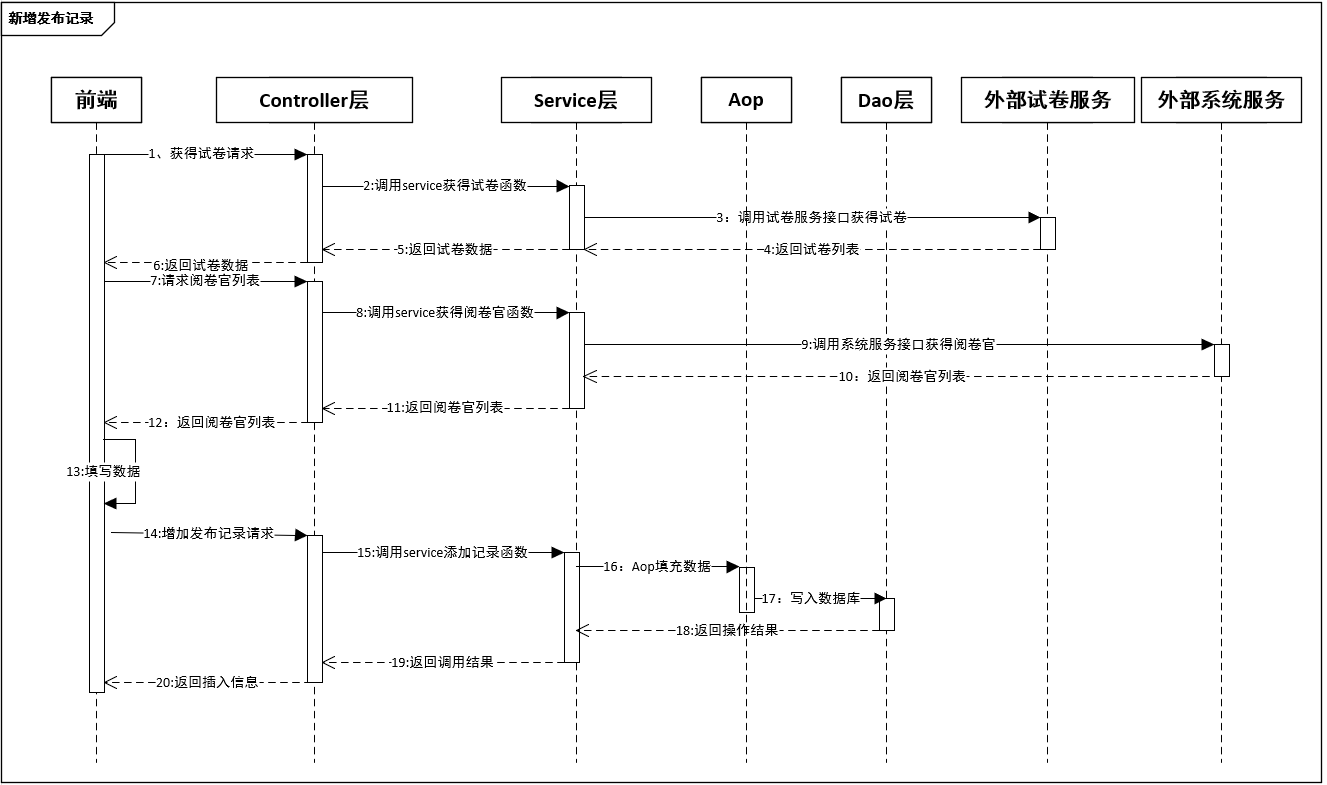 新增发布记录
前端
Controller层
Service层
Aop
Dao层
外部试卷服务
外部系统服务
1、获得试卷请求
2:调用service获得试卷函数
3：调用试卷服务接口获得试卷
4:返回试卷列表
5:返回试卷数据
6:返回试卷数据
7:请求阅卷官列表
8:调用service获得阅卷官函数
9:调用系统服务接口获得阅卷官
10：返回阅卷官列表
11:返回阅卷官列表
12：返回阅卷官列表
13:填写数据
14:增加发布记录请求
15:调用service添加记录函数
16：Aop填充数据
17：写入数据库
18:返回操作结果
19:返回调用结果
20:返回插入信息